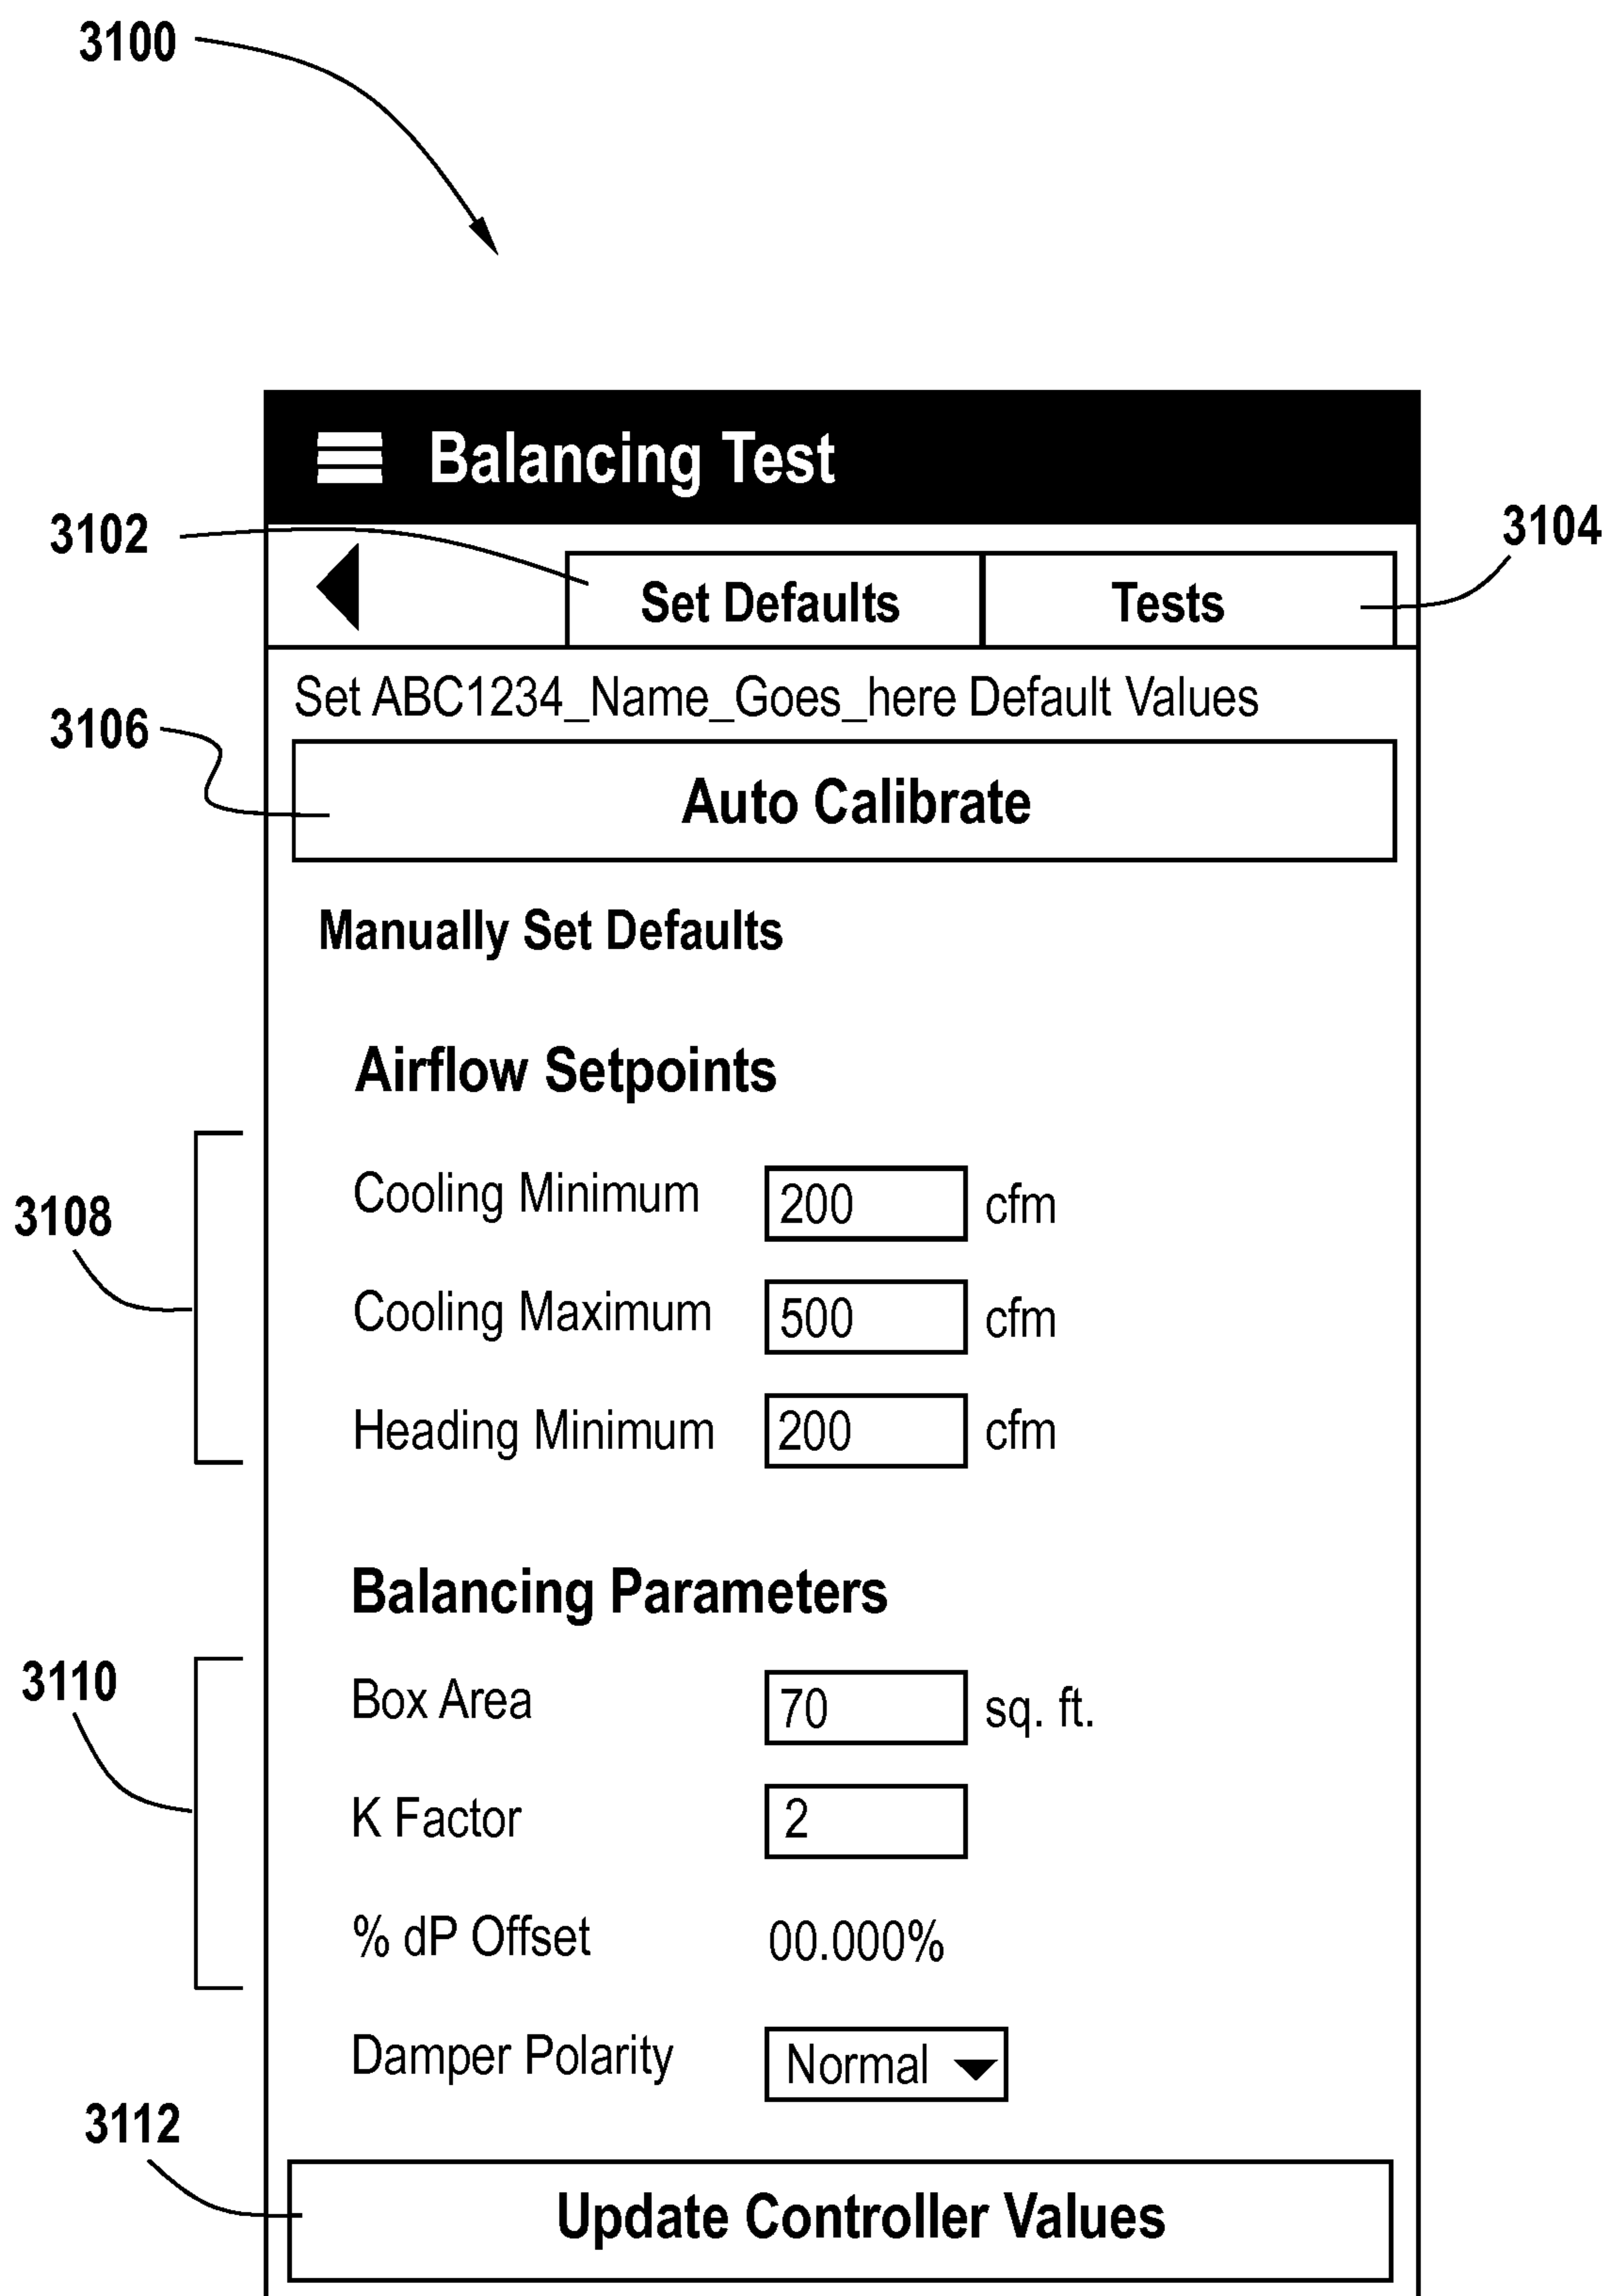 3100
Balancing Test
3102
3104
Set Defaults
Tests
Set ABC1234_Name_Goes_here Default Values
3106
Auto Calibrate
Manually Set Defaults
Airflow Setpoints
3108
Cooling Minimum 200 cfm
Cooling Maximum 500 cfm
Heading Minimum 200 cfm
Balancing Parameters
3110
Box Area 70 sq. ft.
K Factor 2
% dP Offset 00.000%
Damper Polarity Normal
3112
Update Controller Values